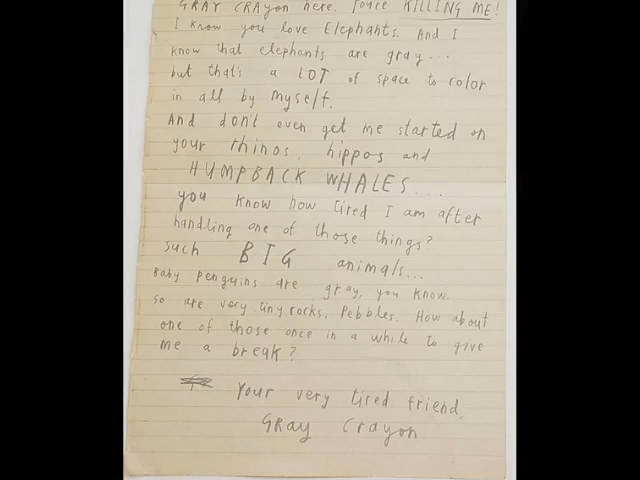 GRAY CRAyon here. You're KILLING ME!
I know you love Elephants. And I
know that elephants are gray...
but that's a LOT of space to color
in all by myself.
And don't even get me started on
your rhinos, hippos and
HUMPBACK WHALES...
you know how tired I am after
handling one of those things?
such BIG animals...
Baby penguins are gray, you know.
so are very tiny rocks. Pebbles. How about
one of those once in a while to give
me a break?
Your very tired friend,
GRay Crayon